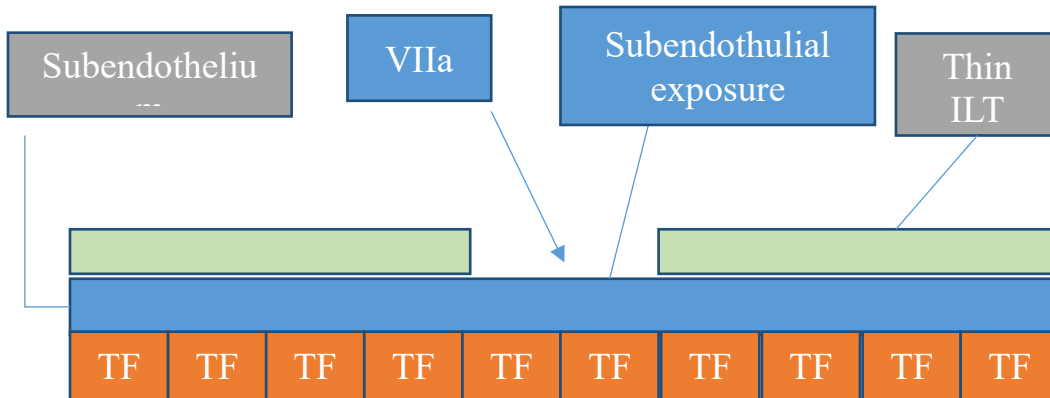 Subendotheliu
VIIa
Subendothulial
exposure
Thin
ILT
TF TF TF TF TF TF TF TF TF TF